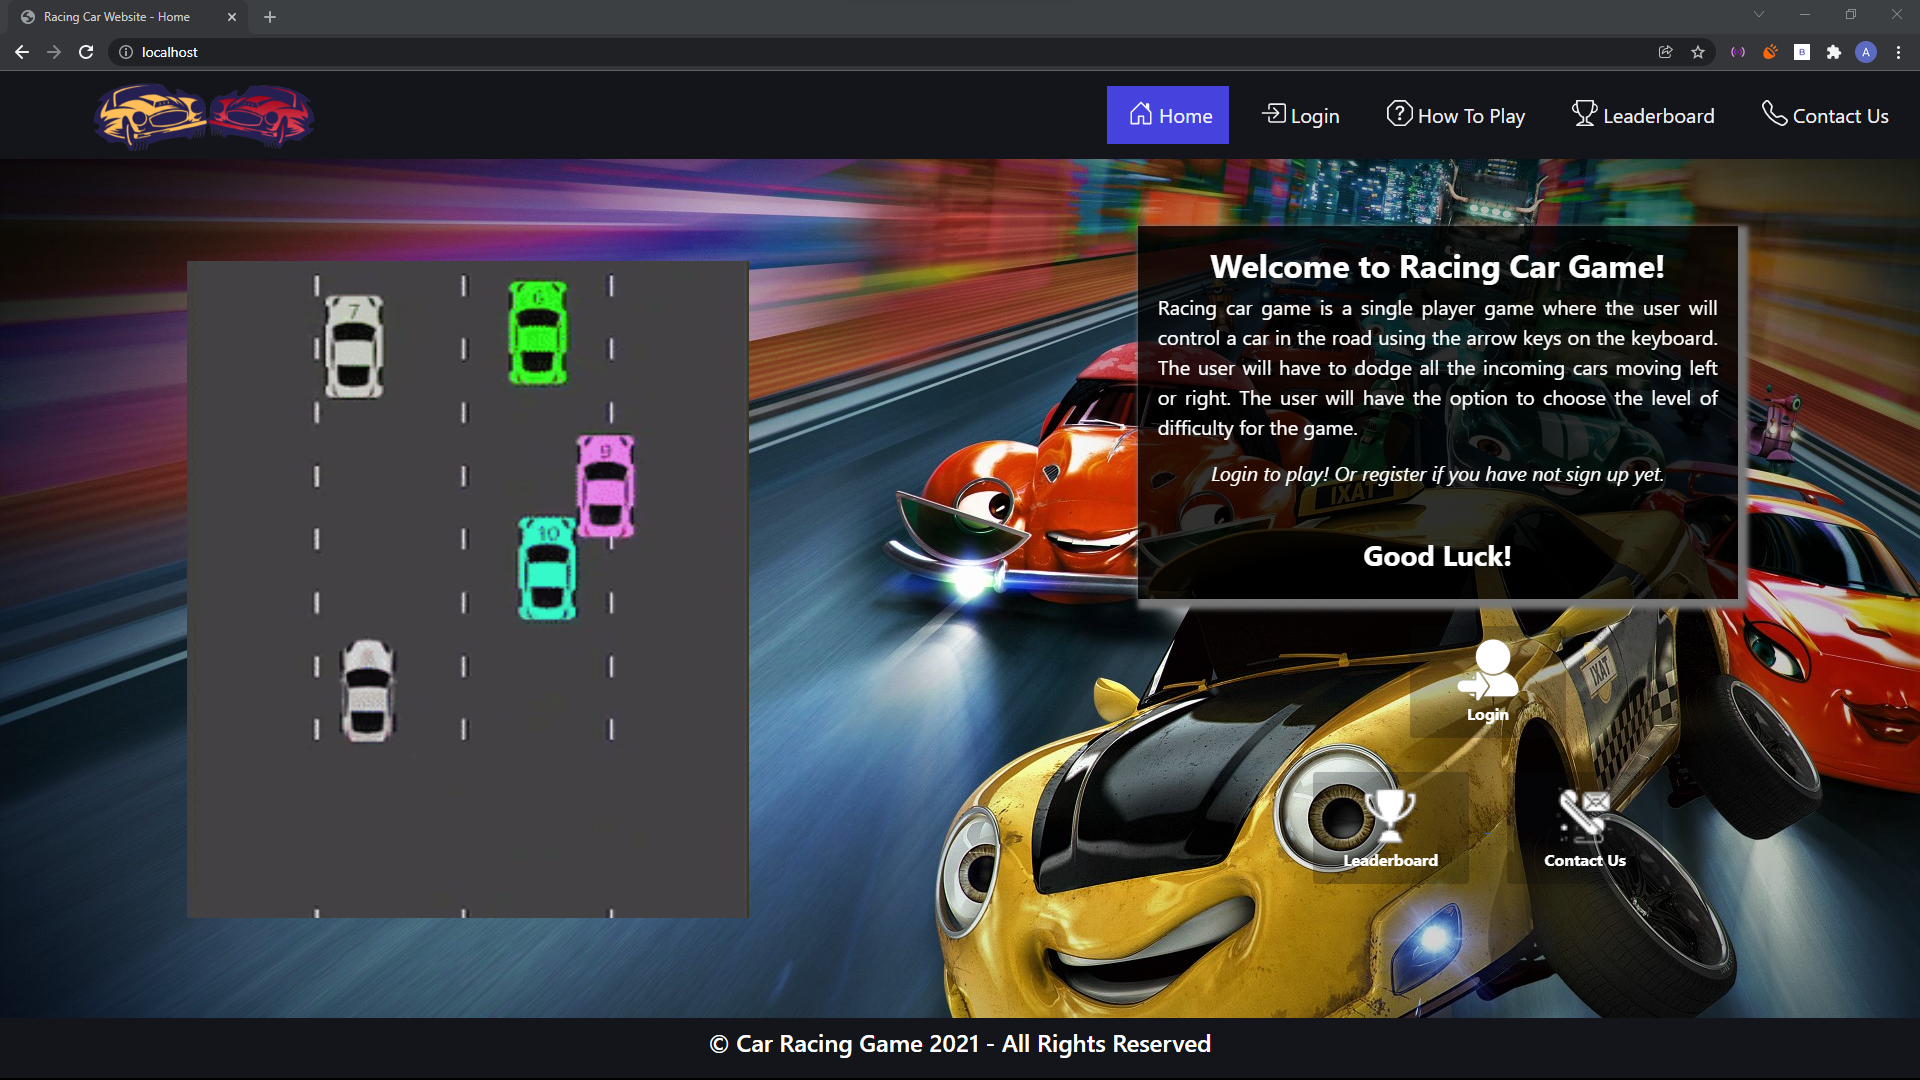 Racing Car Website - Home
localhost
B
A
Home
Login
How To Play
Leaderboard
Contact Us
7
6
9
10
Welcome to Racing Car Game!
Racing car game is a single player game where the user will
control a car in the road using the arrow keys on the keyboard.
The user will have to dodge all the incoming cars moving left
or right. The user will have the option to choose the level of
difficulty for the game.
Login to play! Or register if you have not sign up yet.
IXAT
Good Luck!
IXAT
Login
Leaderboard
Contact Us
© Car Racing Game 2021 - All Rights Reserved